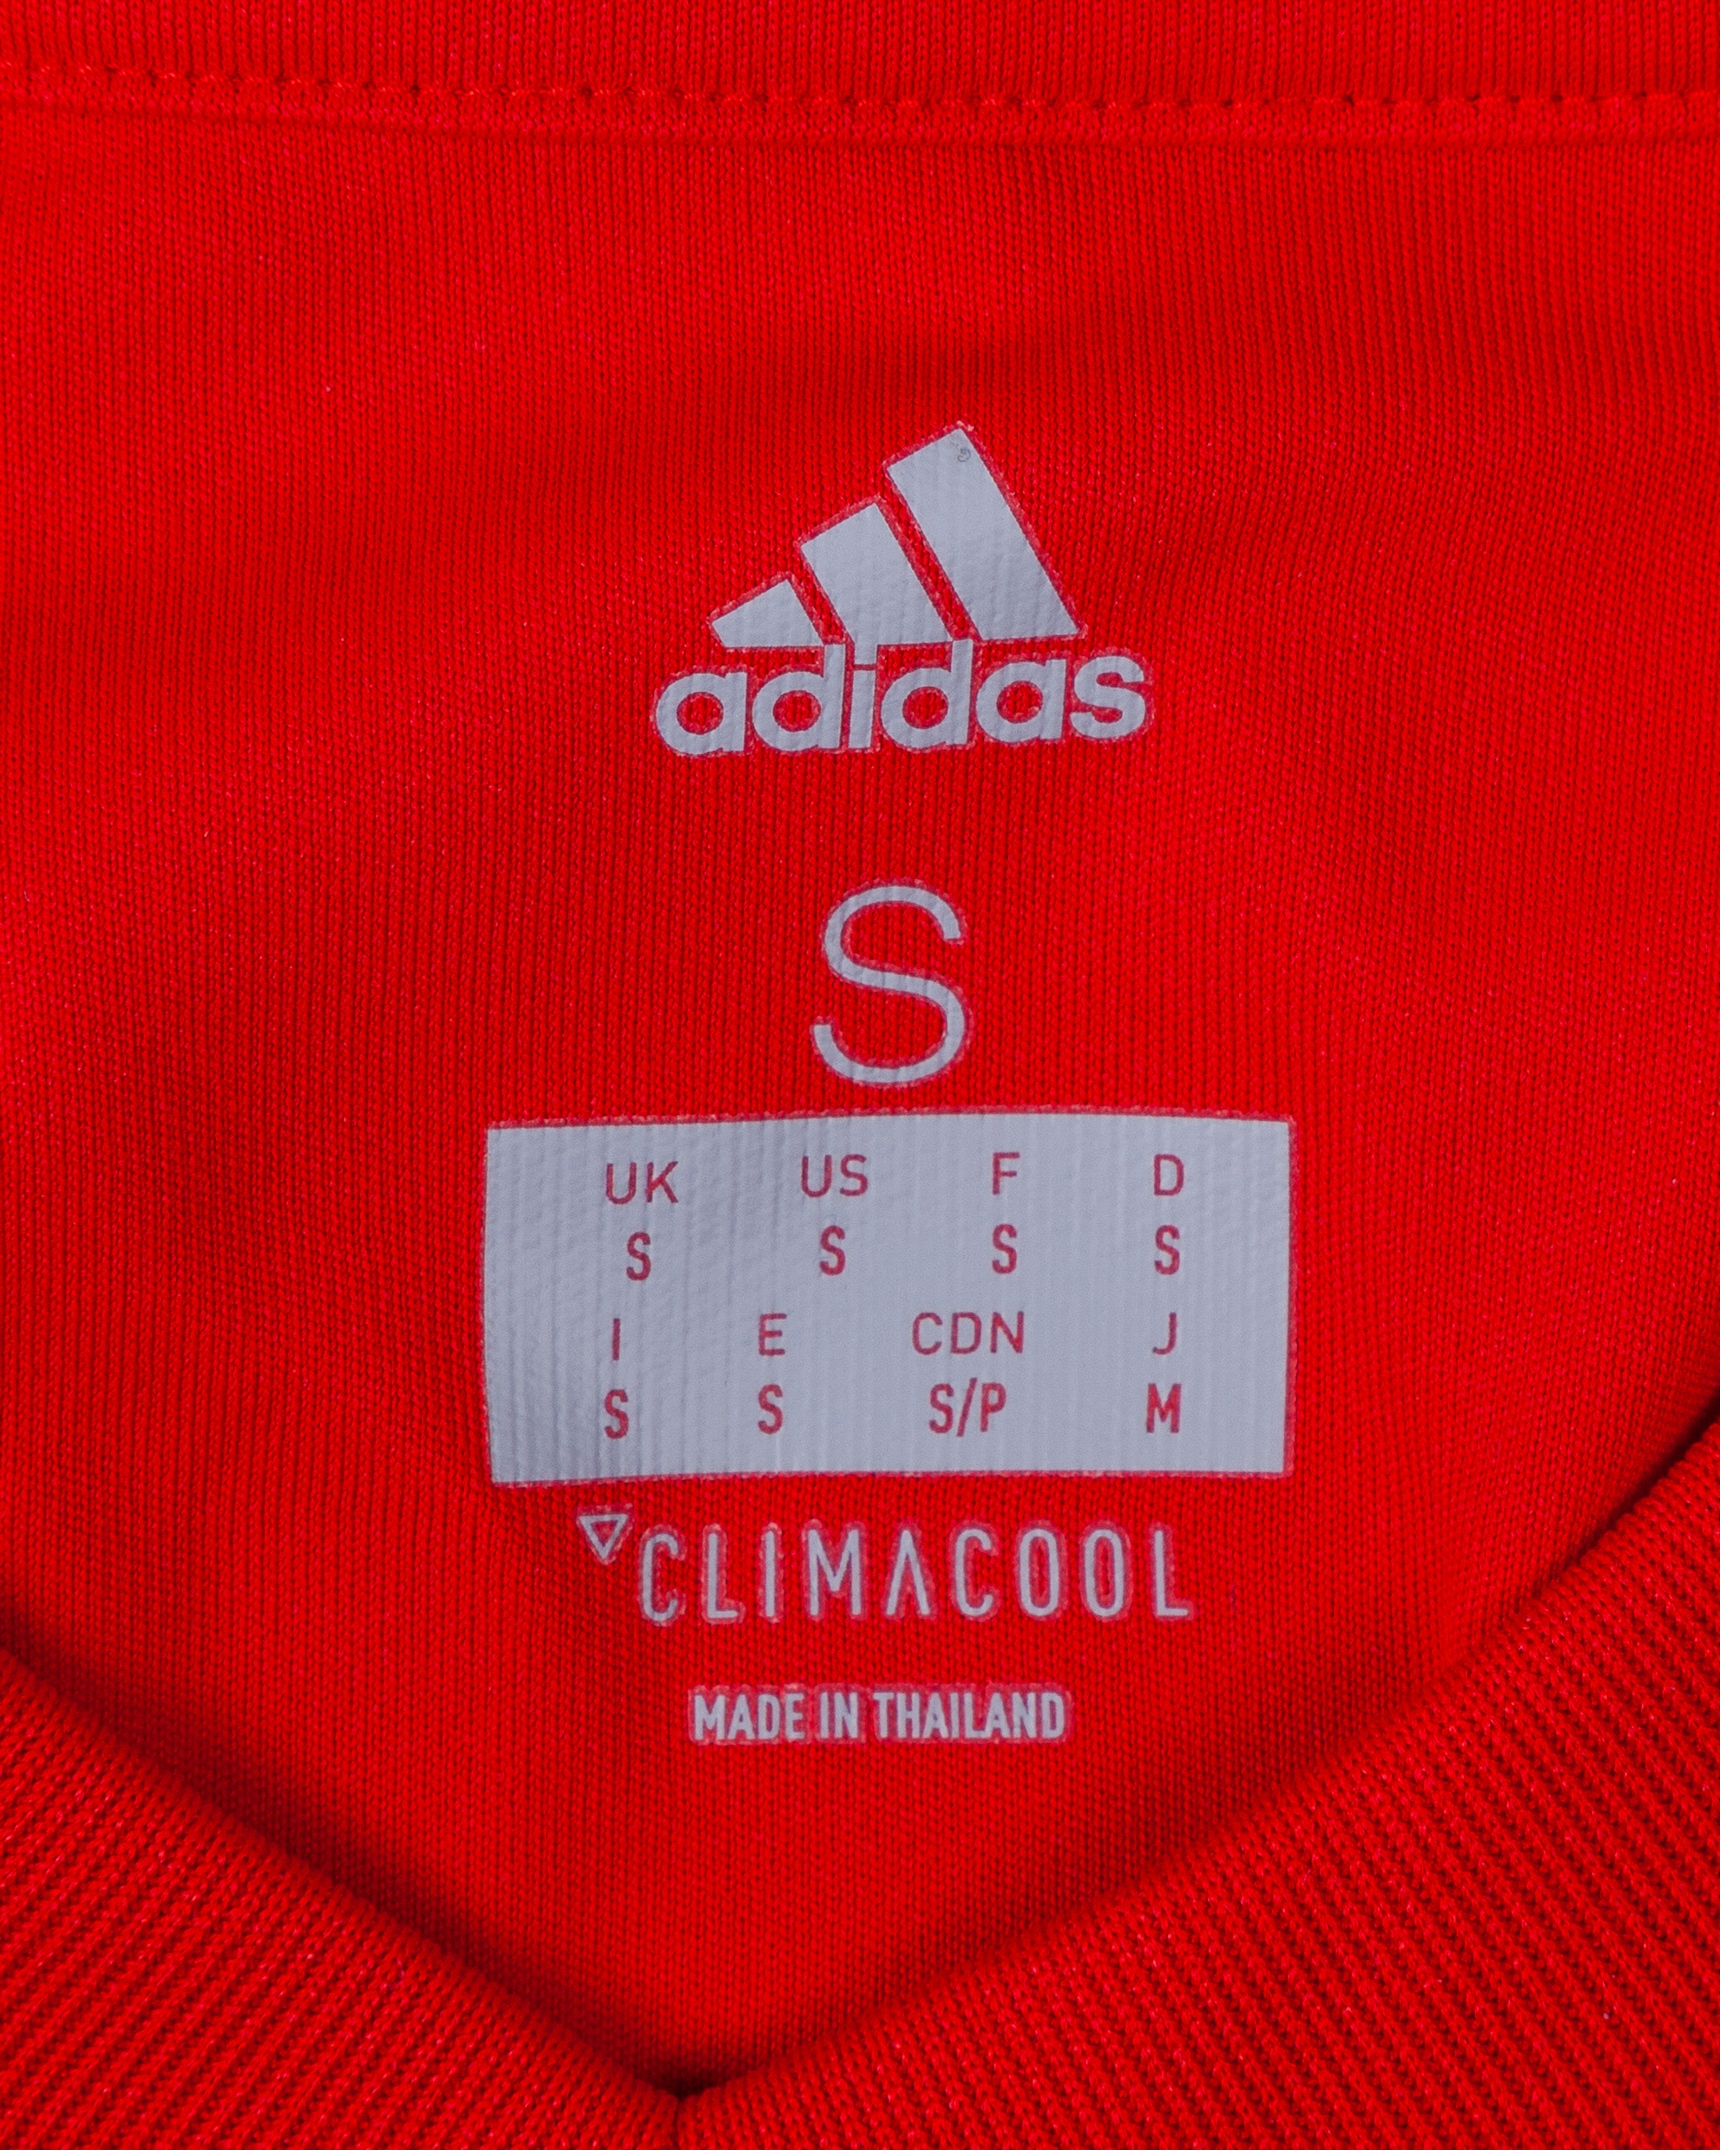 adidas
S
UK US F D
S S S S
I E CDN J
S S S/P M
CLIMACOOL
MADE IN THAILAND